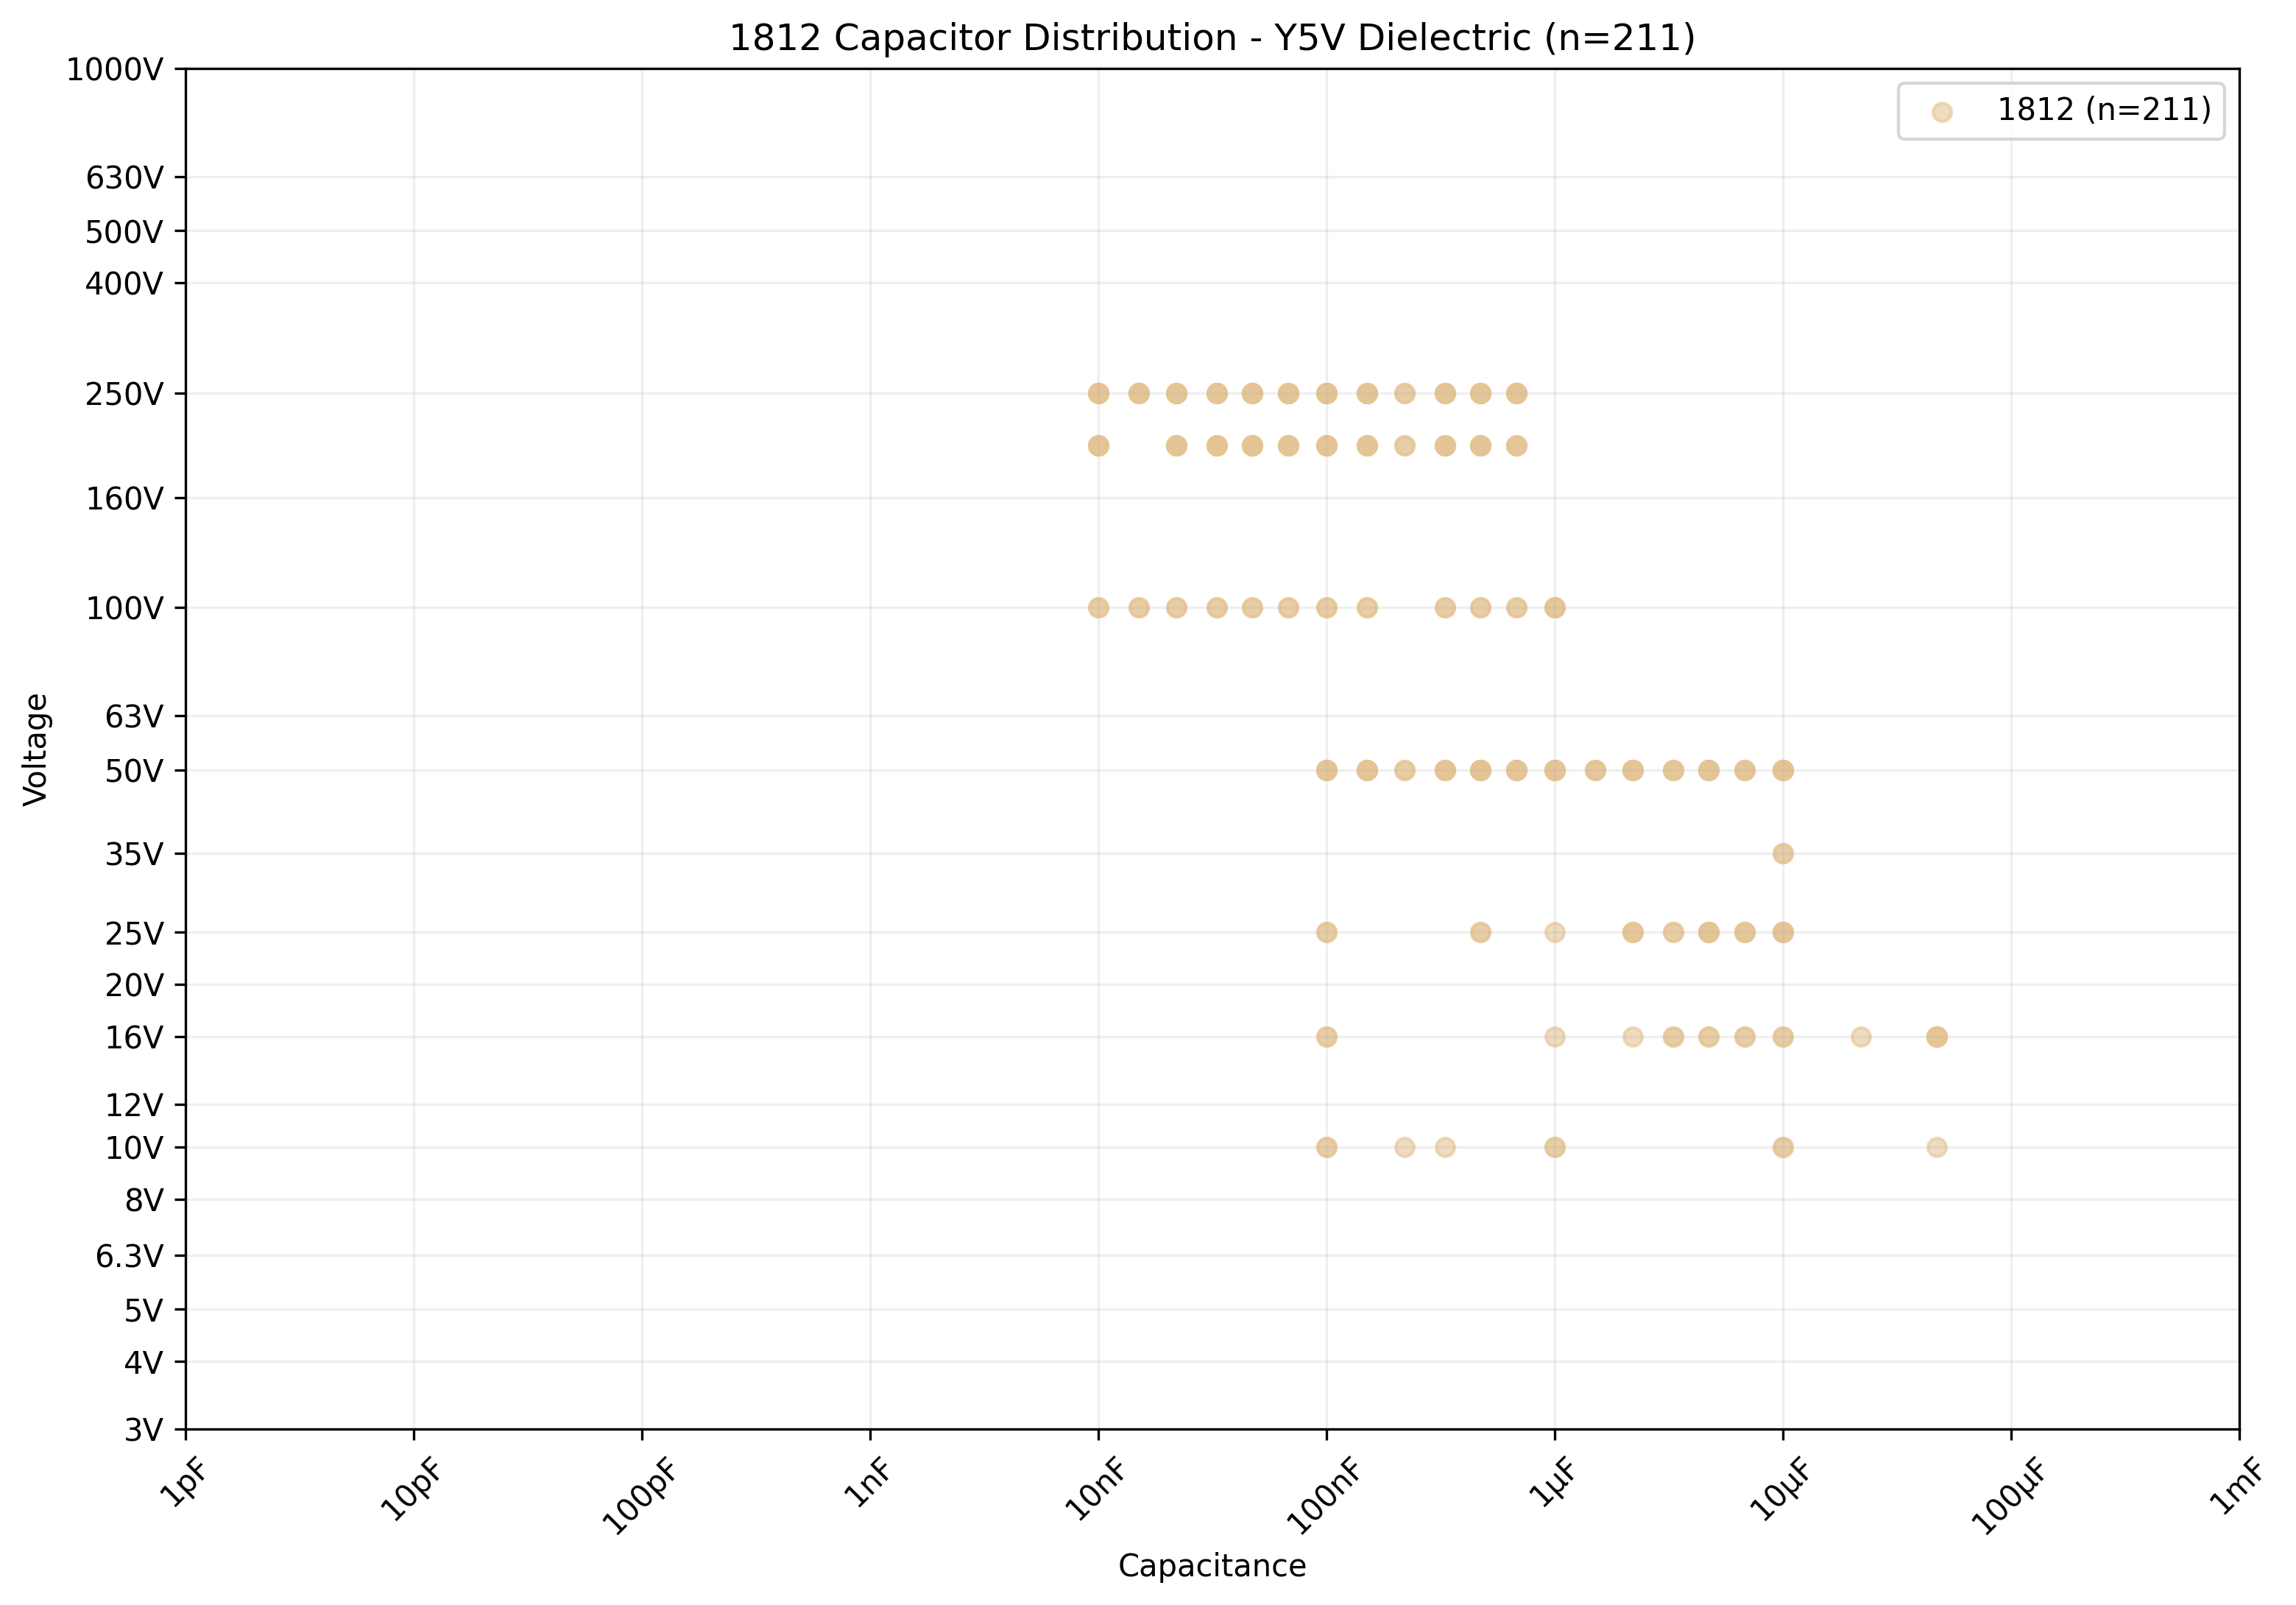 1812 Capacitor Distribution - Y5V Dielectric (n=211)
1812 (n=211)
Voltage
1000V
630V
500V
400V
250V
160V
100V
63V
50V
35V
25V
20V
16V
12V
10V
8V
6.3V
5V
4V
3V
1pF
10pF
100pF
1nF
10nF
100nF
1µF
10µF
100µF
1mF
Capacitance